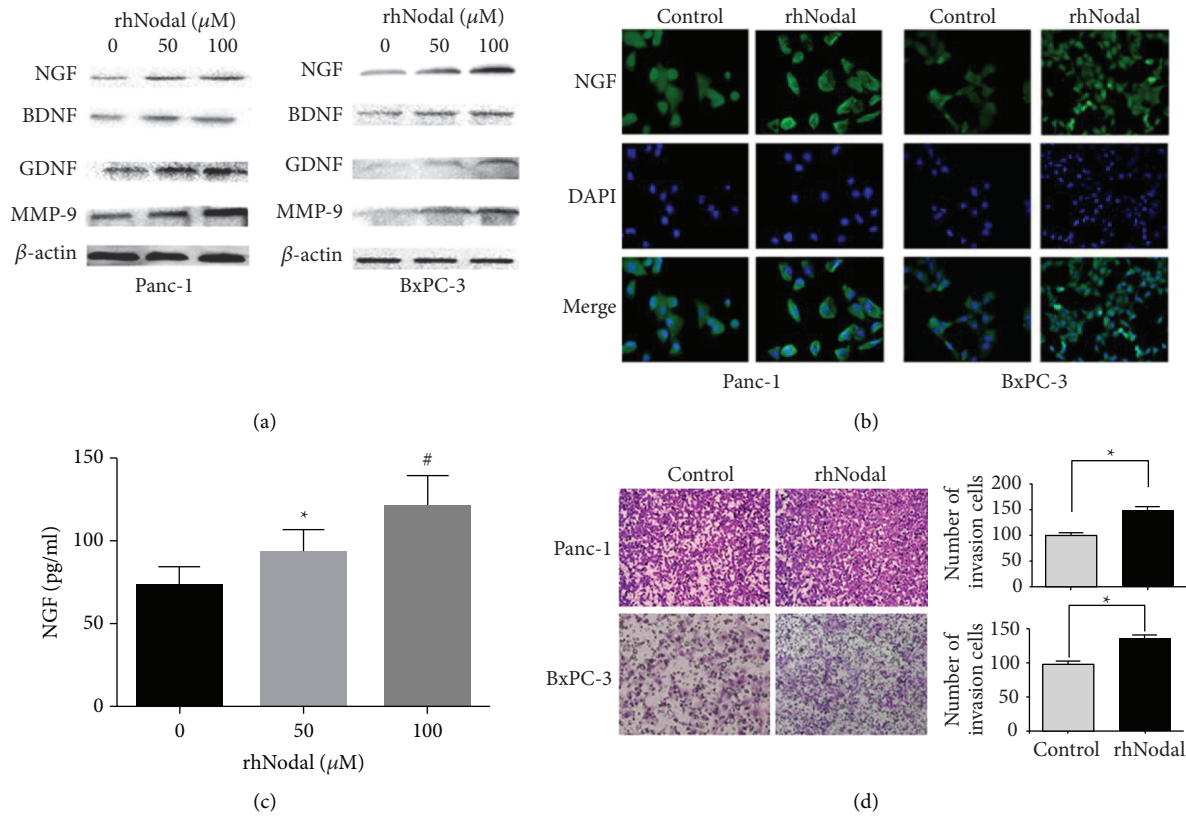 rhNodal (μM)
0 50 100
NGF
BDNF
GDNF
MMP-9
β-actin
Panc-1
rhNodal (μM)
0 50 100
NGF
BDNF
GDNF
MMP-9
β-actin
BxPC-3
(a)
Control rhNodal Control rhNodal
NGF
DAPI
Merge
Panc-1 BxPC-3
(b)
NGF (pg/ml)
150
100
50
0
*
#
0 50 100
rhNodal (μM)
(c)
Control rhNodal
Panc-1
BxPC-3
Number of
invasion cells
200
150
100
50
0
*
Number of
invasion cells
150
100
50
0
*
Control rhNodal
(d)